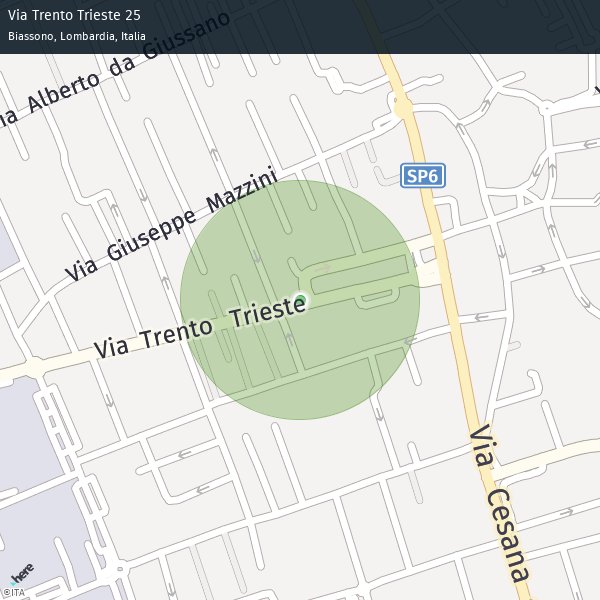 Via Trento Trieste 25
Biassono, Lombardia, Italia
Alberto da Giussano
SP6
Via Giuseppe Mazzini
Via Trento Trieste
Via Cesana
here
©ITA